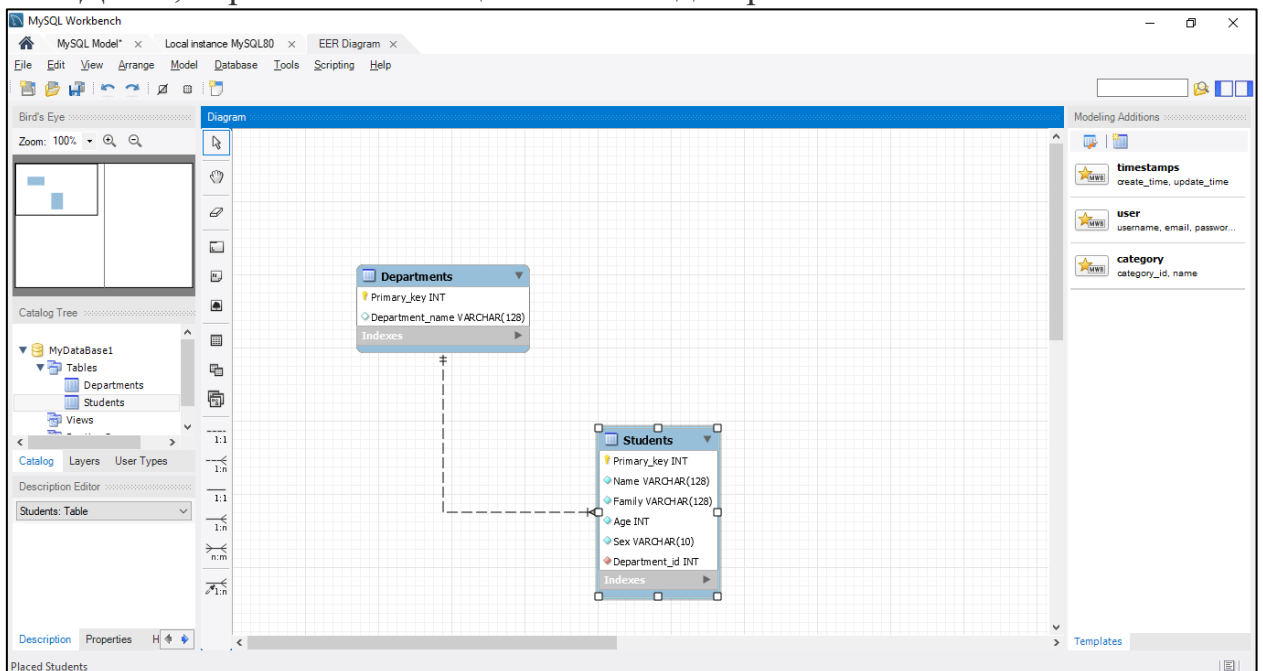 MySQL Workbench
MySQL Model* × Local instance MySQL80 × EER Diagram ×
File Edit View Arrange Model Database Tools Scripting Help
Bird's Eye
Zoom: 100%
Diagram
Modeling Additions
timestamps
create_time, update_time
user
username, email, passwor...
category
category_id, name
Catalog Tree
MyDataBase1
Tables
Departments
Students
Views
Catalog Layers User Types
Description Editor
Students: Table
Description Properties H
1:1
1:n
1:1
1:n
n:m
1:n
Departments
Primary_key INT
Department_name VARCHAR(128)
Indexes
Students
Primary_key INT
Name VARCHAR(128)
Family VARCHAR(128)
Age INT
Sex VARCHAR(10)
Department_id INT
Indexes
Templates
Placed Students